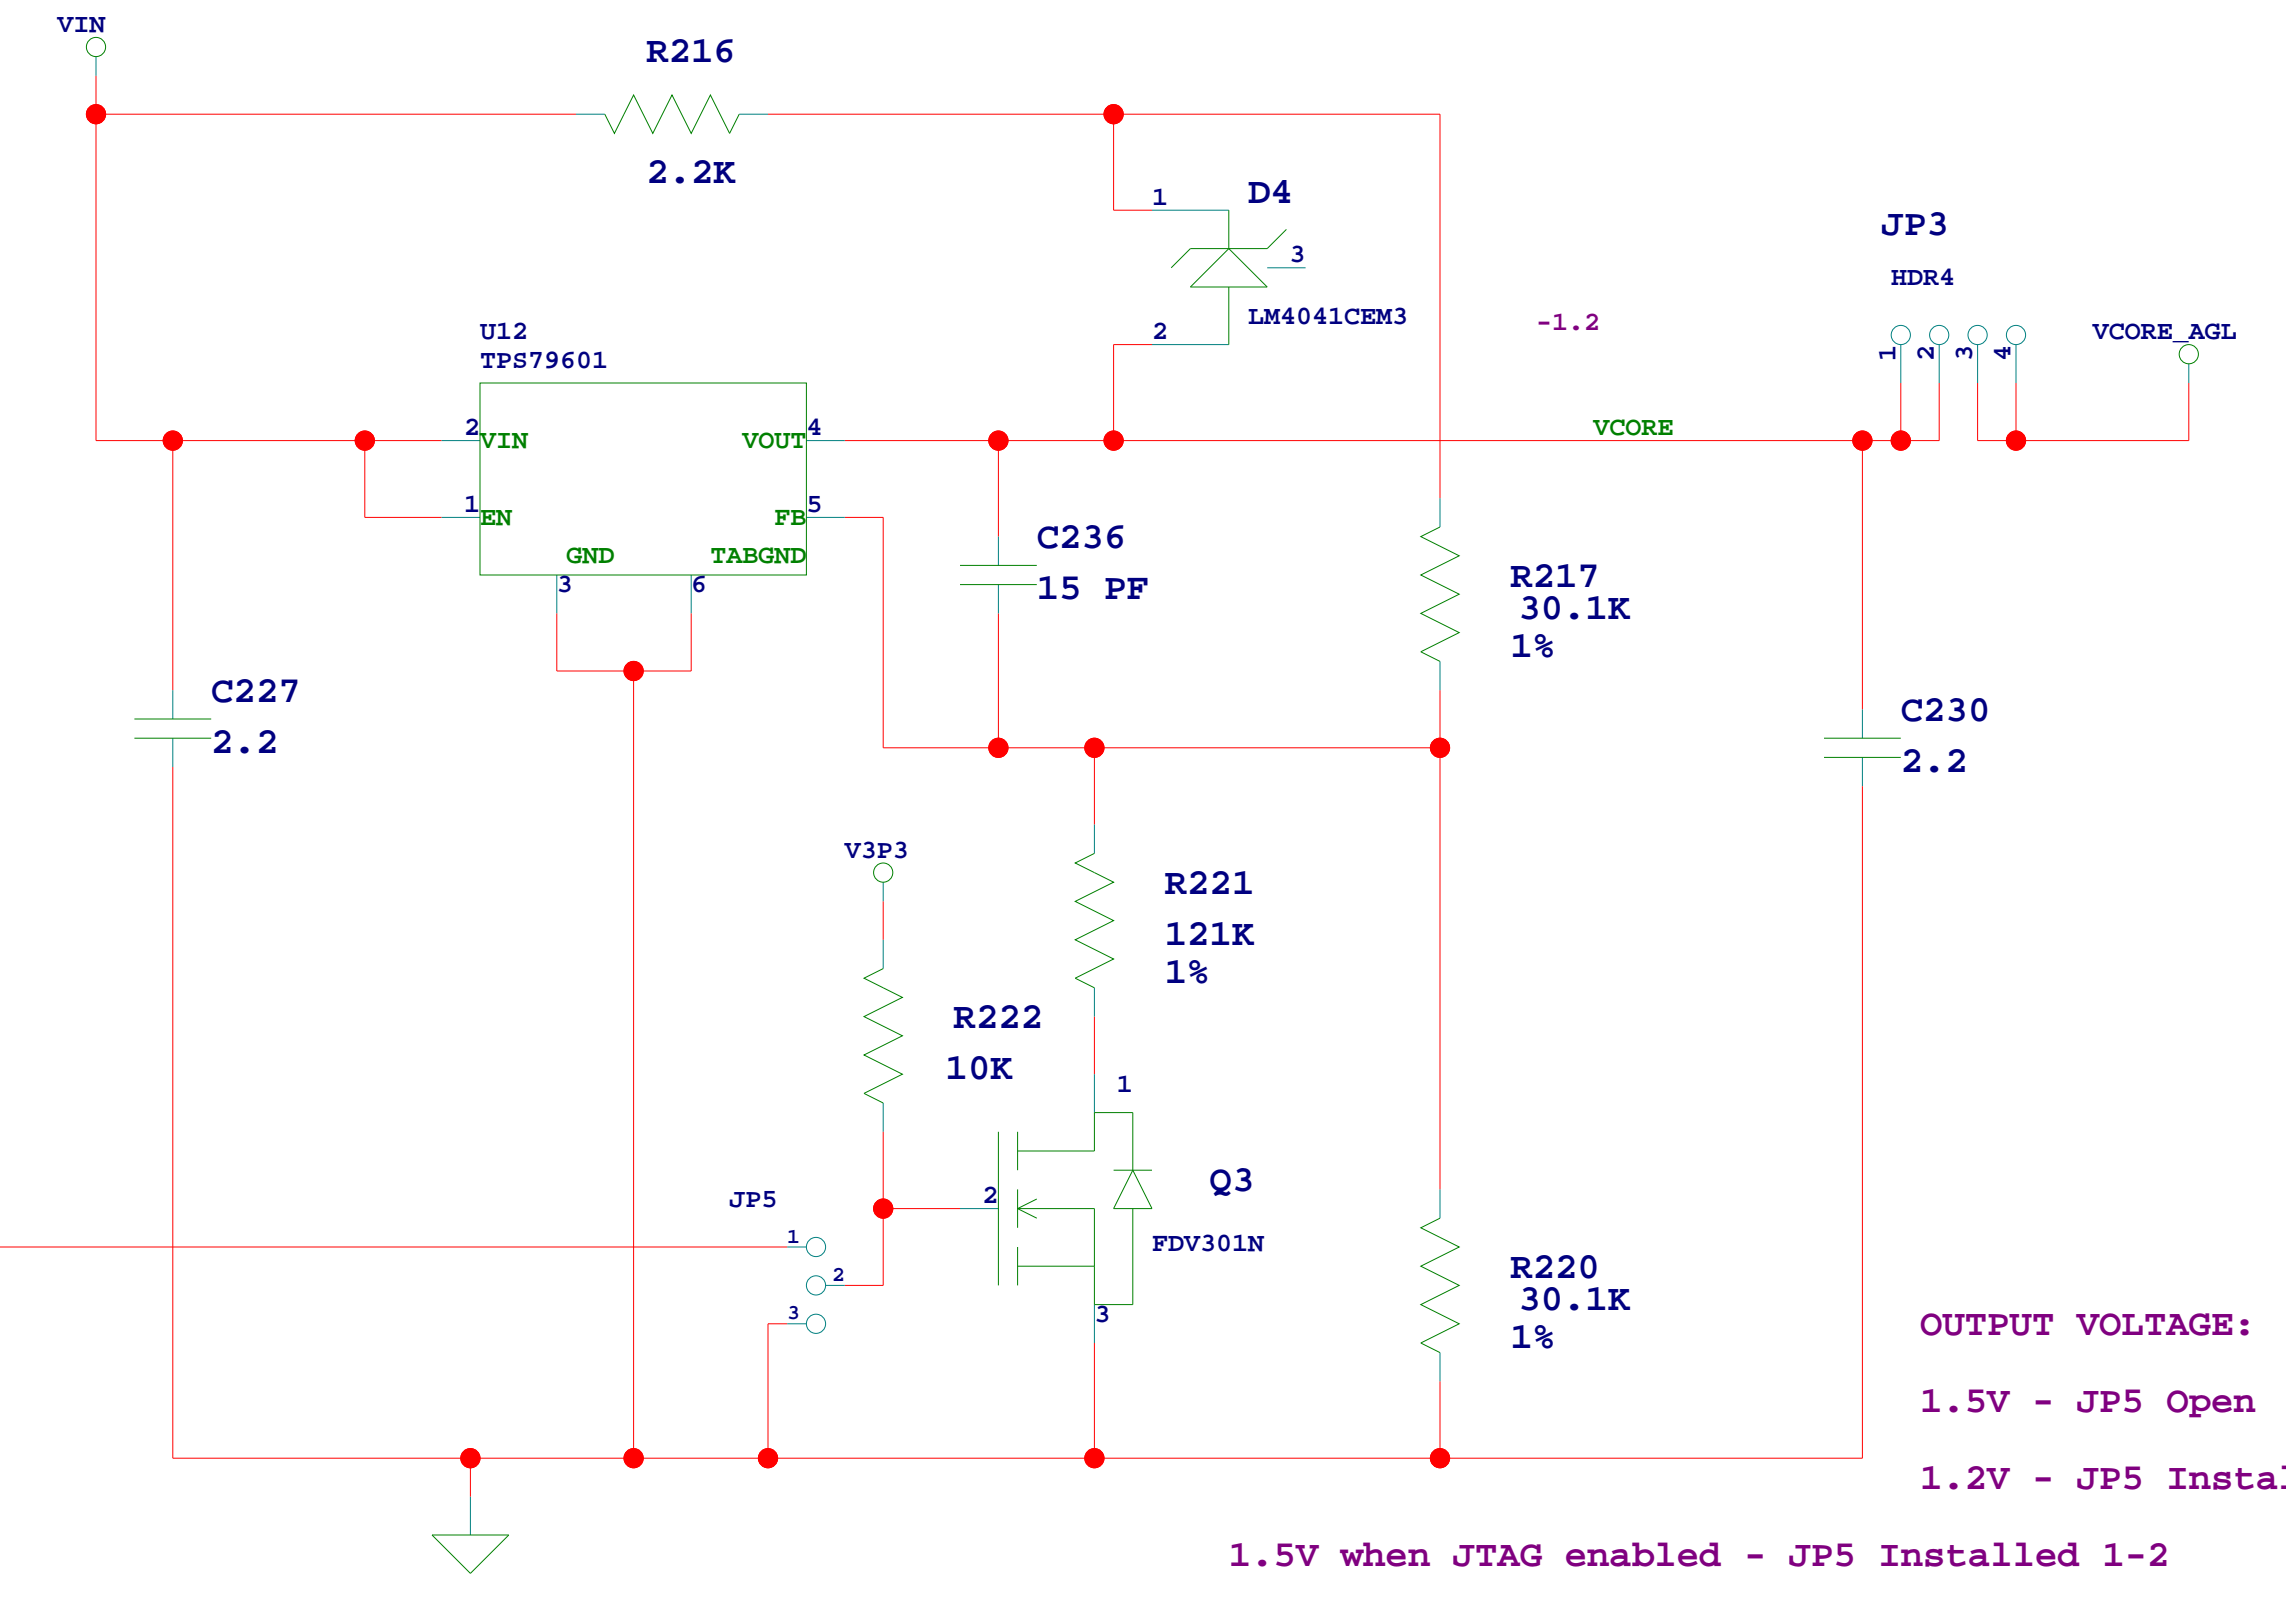 VIN
R216
2.2K
1
D4
3
LM4041CEM3
2
-1.2
JP3
HDR4
1
2
3
4
VCORE_AGL
U12
TPS79601
2
VIN
VOUT
4
VCORE
1
EN
FB
5
GND
TABGND
3
6
C236
15 PF
R217
30.1K
1%
C227
2.2
C230
2.2
V3P3
R221
121K
1%
R222
10K
1
JP5
2
Q3
1
FDV301N
2
3
3
R220
30.1K
1%
OUTPUT VOLTAGE:
1.5V - JP5 Open
1.2V - JP5 Instal
1.5V when JTAG enabled - JP5 Installed 1-2